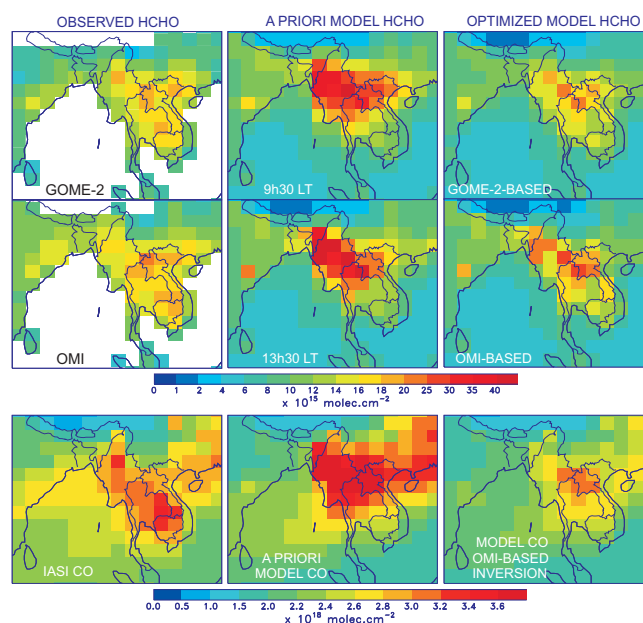 OBSERVED HCHO
A PRIORI MODEL HCHO
OPTIMIZED MODEL HCHO
GOME-2
9h30 LT
GOME-2-BASED
OMI
13h30 LT
OMI-BASED
0 1 2 4 6 8 10 12 14 16 18 20 25 30 35 40
x 10¹⁵ molec.cm⁻²
IASI CO
A PRIORI
MODEL CO
MODEL CO
OMI-BASED
INVERSION
0.0 0.5 1.0 1.5 2.0 2.2 2.4 2.6 2.8 3.0 3.2 3.4 3.6
x 10¹⁸ molec.cm⁻²